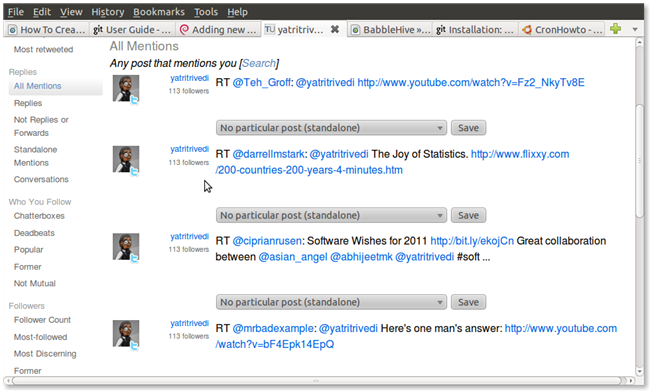 File Edit View History Bookmarks Tools Help
How To Crea... git User Guide - ... Adding new ... TU yatritriv... BabbleHive »... git Installation: ... CronHowto - ...
Most retweeted
Replies
All Mentions
Replies
Not Replies or
Forwards
Standalone
Mentions
Conversations
Who You Follow
Chatterboxes
Deadbeats
Popular
Former
Not Mutual
Followers
Follower Count
Most-followed
Most Discerning
Former
All Mentions
Any post that mentions you [Search]
yatritrivedi
113 followers
RT @Teh_Groff: @yatritrivedi http://www.youtube.com/watch?v=Fz2_NkyTv8E
No particular post (standalone) Save
yatritrivedi
113 followers
RT @darrellmstark: @yatritrivedi The Joy of Statistics. http://www.flixxy.com
/200-countries-200-years-4-minutes.htm
No particular post (standalone) Save
yatritrivedi
113 followers
RT @ciprianrusen: Software Wishes for 2011 http://bit.ly/ekojCn Great collaboration
between @asian_angel @abhijeetmk @yatritrivedi #soft ...
No particular post (standalone) Save
yatritrivedi
113 followers
RT @mrbadexample: @yatritrivedi Here's one man's answer: http://www.youtube.com
/watch?v=bF4Epk14EpQ